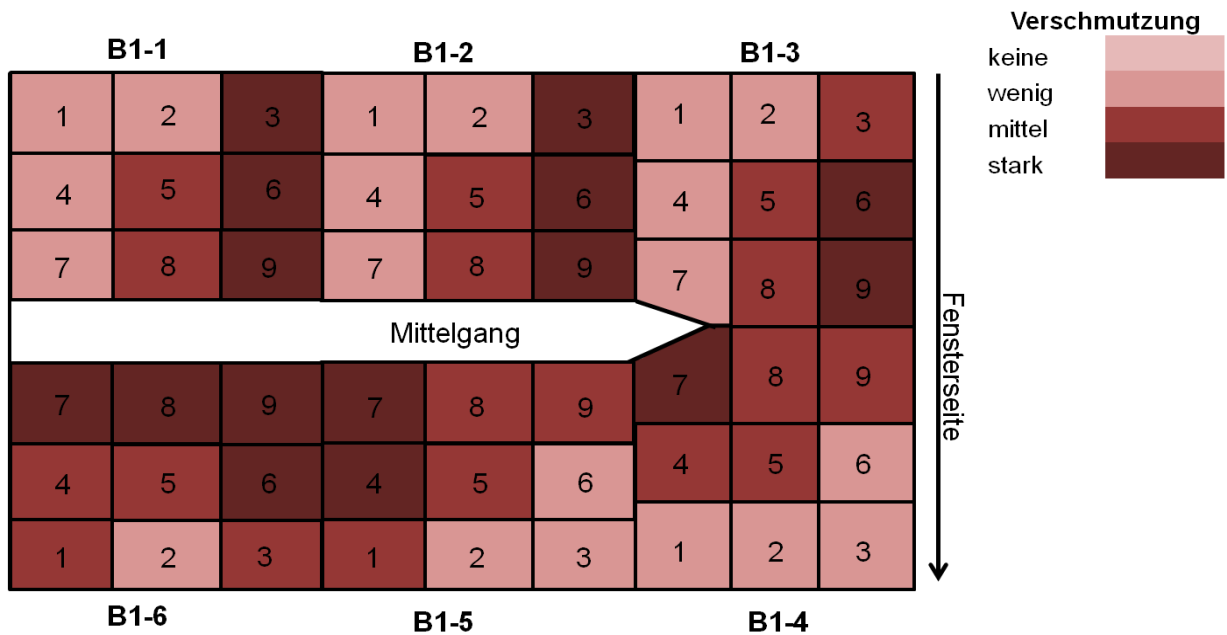 Verschmutzung
keine
wenig
mittel
stark
B1-1 B1-2 B1-3
1 2 3 1 2 3 1 2 3
4 5 6 4 5 6 4 5 6
7 8 9 7 8 9 7 8 9
Mittelgang
Fensterseite
7 8 9 7 8 9 7 8 9
4 5 6 4 5 6 4 5 6
1 2 3 1 2 3 1 2 3
B1-6 B1-5 B1-4